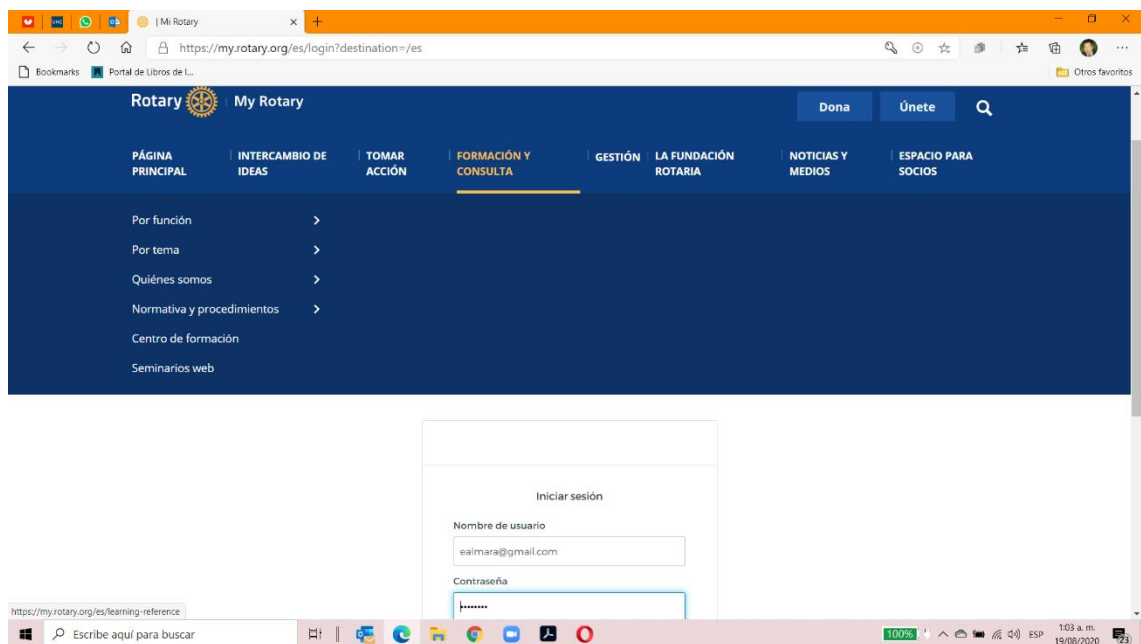 | Mi Rotary
https://my.rotary.org/es/login?destination=/es
Bookmarks Portal de Libros de l...
Otros favoritos
Rotary My Rotary
Dona Únete
PÁGINA PRINCIPAL
INTERCAMBIO DE IDEAS
TOMAR ACCIÓN
FORMACIÓN Y CONSULTA
GESTIÓN
LA FUNDACIÓN ROTARIA
NOTICIAS Y MEDIOS
ESPACIO PARA SOCIOS
Por función
Por tema
Quiénes somos
Normativa y procedimientos
Centro de formación
Seminarios web
Iniciar sesión
Nombre de usuario
ealmara@gmail.com
Contraseña
••••••••
https://my.rotary.org/es/learning-reference
Escribe aquí para buscar
100%
ESP
1:03 a. m.
19/08/2020